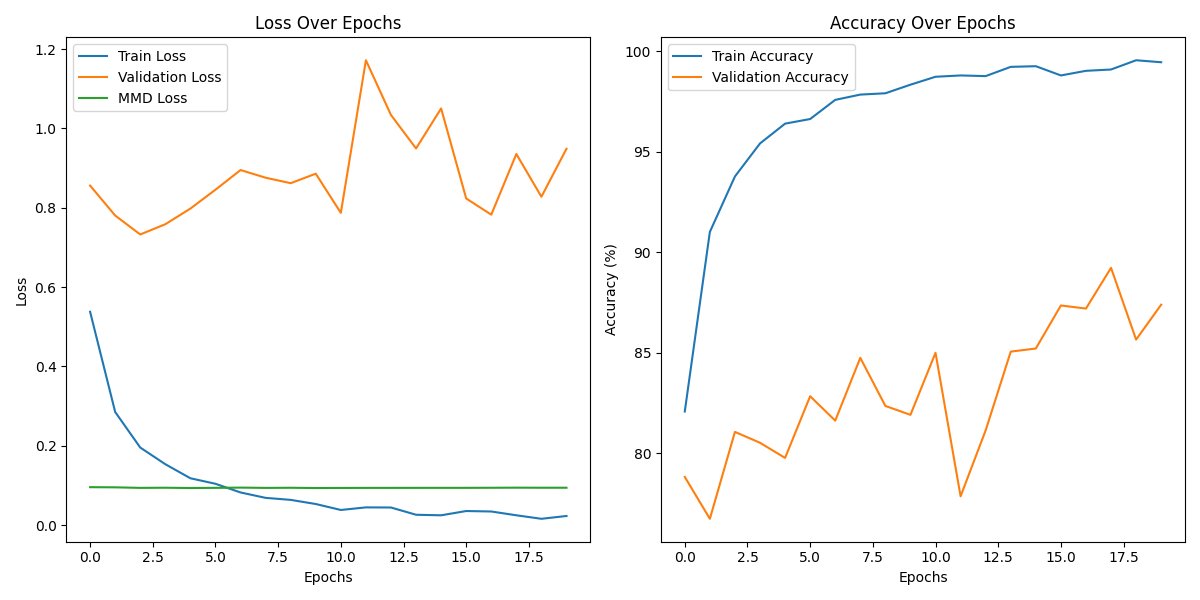 Loss Over Epochs
Train Loss
Validation Loss
MMD Loss
1.2
1.0
0.8
0.6
0.4
0.2
0.0
Loss
0.0 2.5 5.0 7.5 10.0 12.5 15.0 17.5
Epochs
Accuracy Over Epochs
Train Accuracy
Validation Accuracy
100
95
90
85
80
Accuracy (%)
0.0 2.5 5.0 7.5 10.0 12.5 15.0 17.5
Epochs